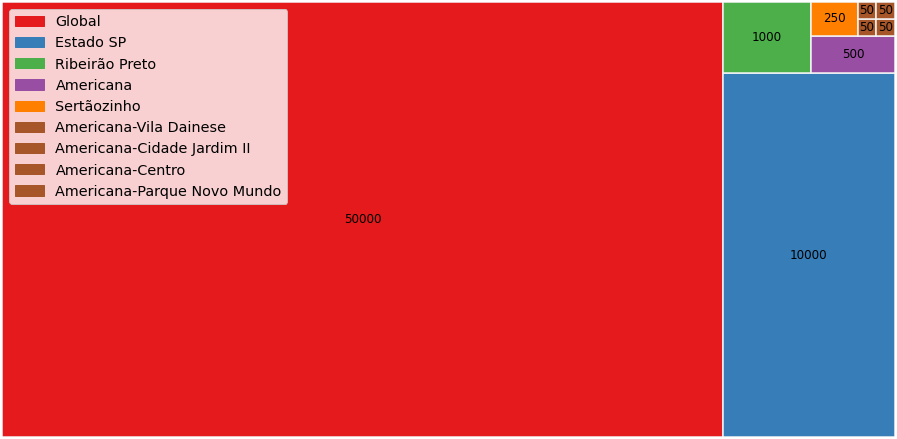 Global
Estado SP
Ribeirão Preto
Americana
Sertãozinho
Americana-Vila Dainese
Americana-Cidade Jardim II
Americana-Centro
Americana-Parque Novo Mundo
50000
1000
250
50 50
50 50
500
10000